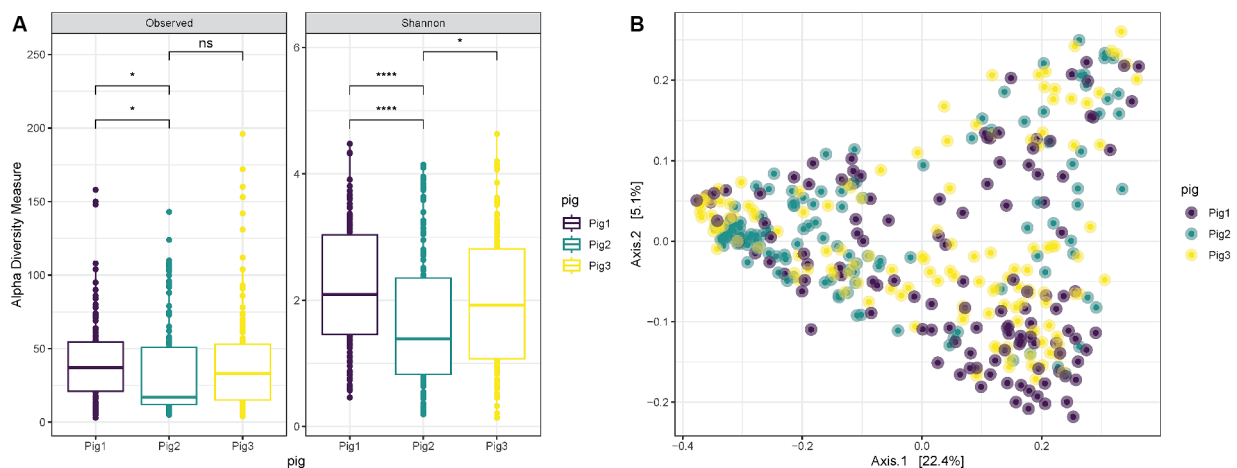 A
Observed
Shannon
Alpha Diversity Measure
250
200
150
100
50
0
ns
*
*
6
4
2
0
*
****
****
Pig1
Pig2
Pig3
Pig1
Pig2
Pig3
pig
pig
Pig1
Pig2
Pig3
B
Axis.2 [5.1%]
0.2
0.1
0.0
−0.1
−0.2
−0.4
−0.2
0.0
0.2
Axis.1 [22.4%]
pig
Pig1
Pig2
Pig3